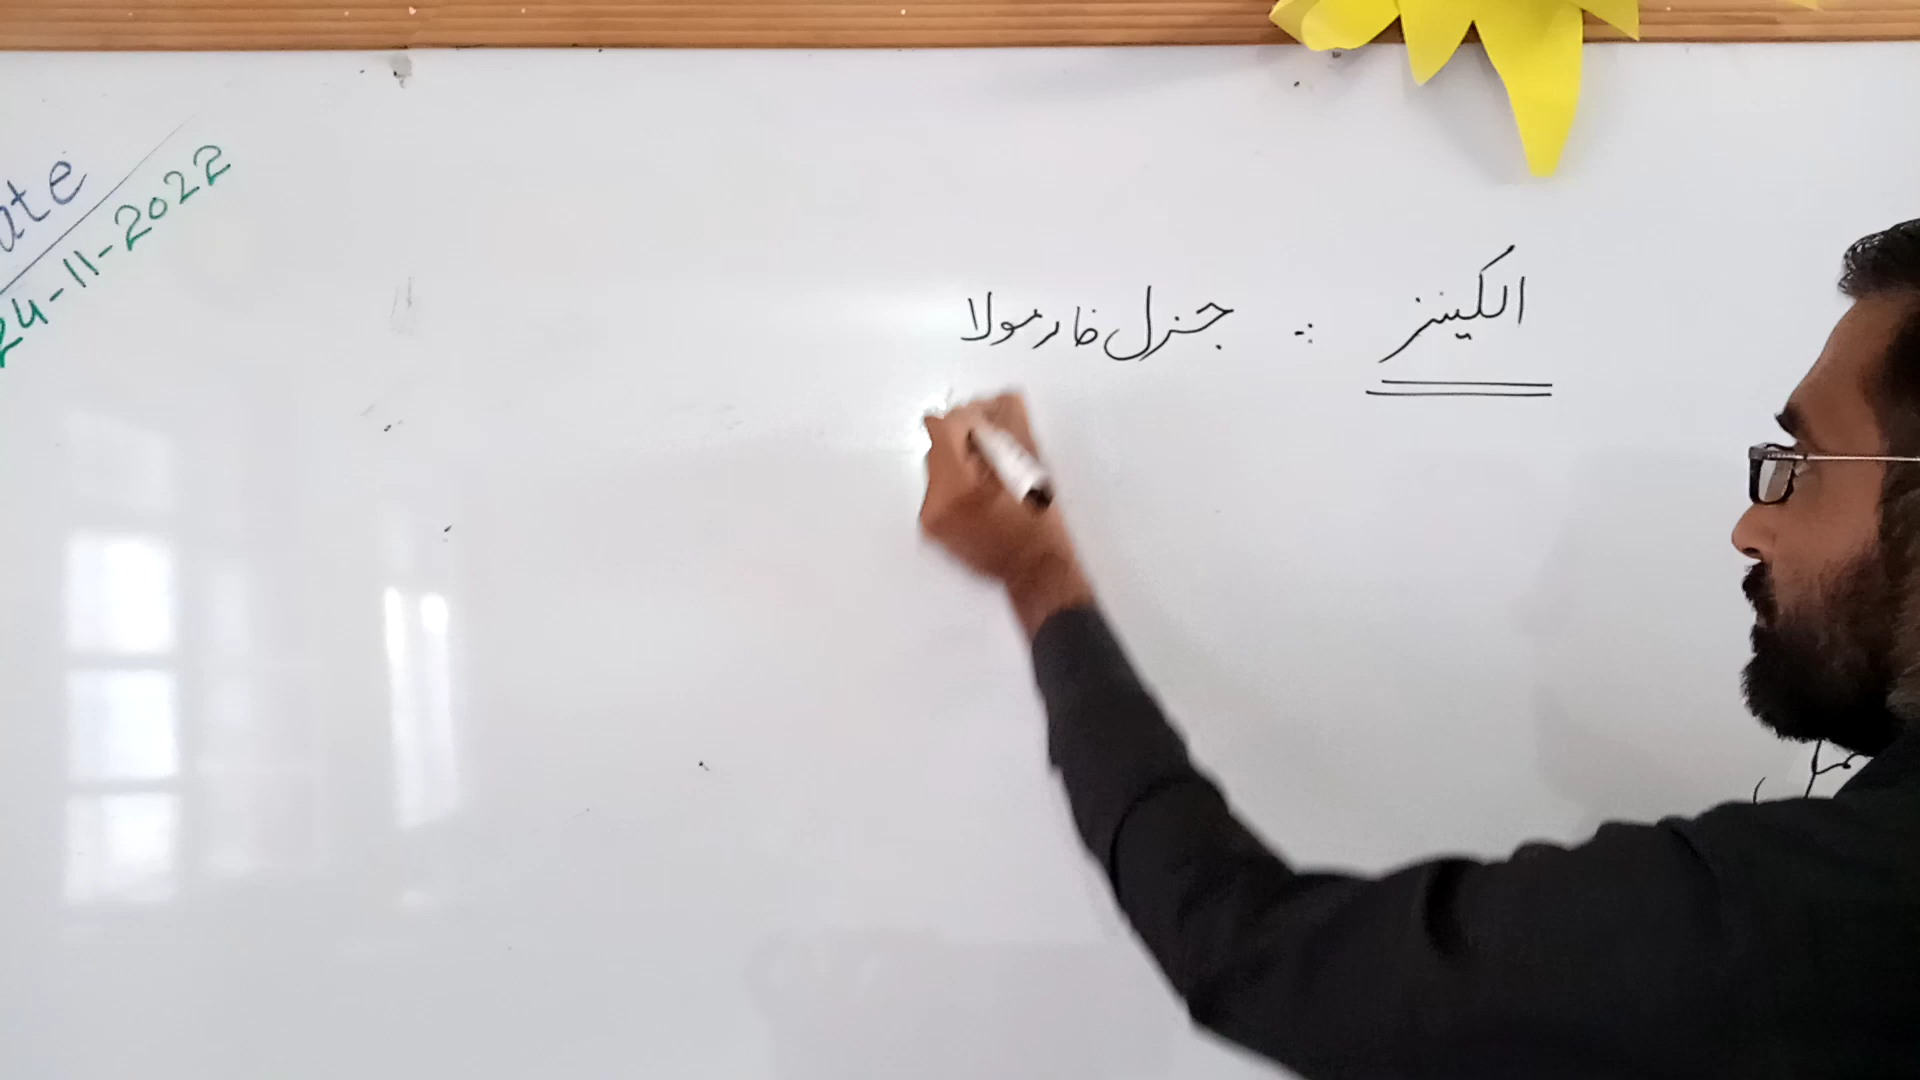 ate
24-11-2022
الکینز :- جنرل فارمولا